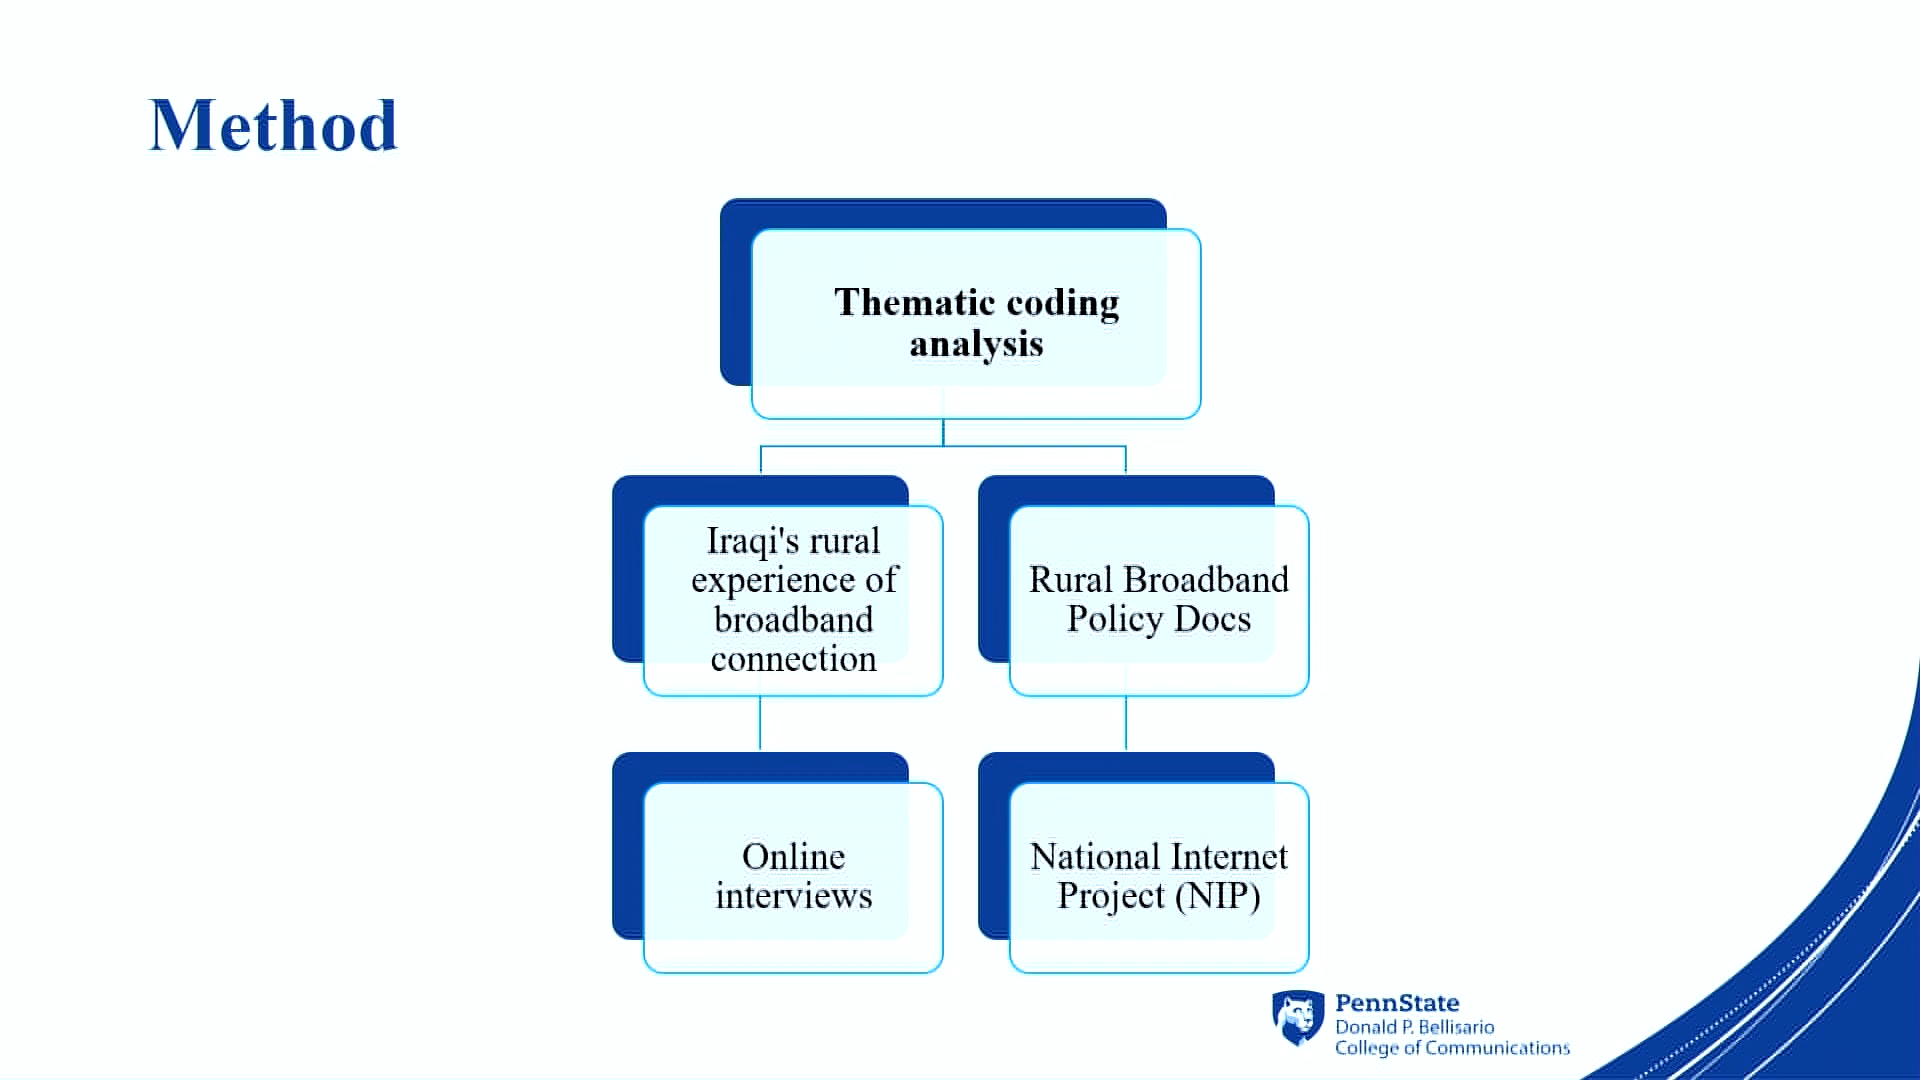 Method
Thematic coding
analysis
Iraqi's rural
experience of
broadband
connection
Rural Broadband
Policy Docs
Online
interviews
National Internet
Project (NIP)
PennState
Donald P. Bellisario
College of Communications